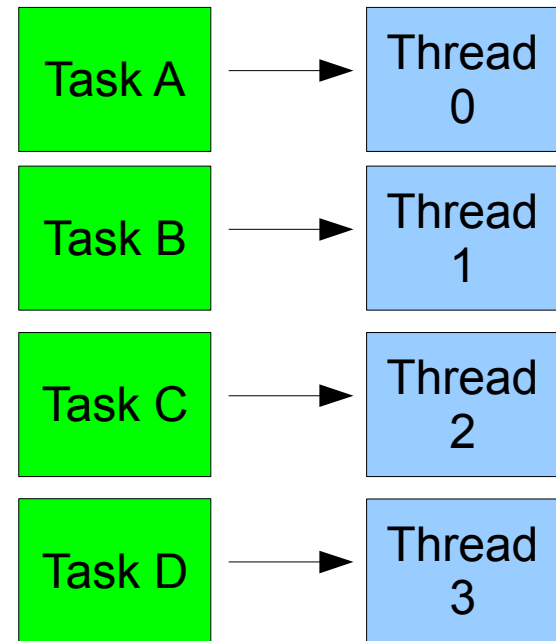 Task A
Thread
0
Task B
Thread
1
Task C
Thread
2
Task D
Thread
3